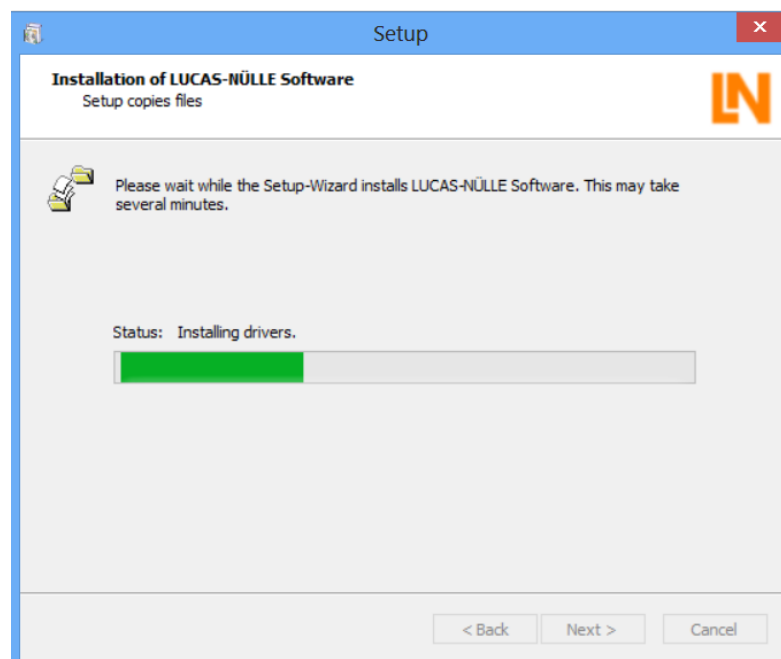 Setup
Installation of LUCAS-NÜLLE Software
Setup copies files
LN
Please wait while the Setup-Wizard installs LUCAS-NÜLLE Software. This may take
several minutes.
Status: Installing drivers.
< Back Next > Cancel